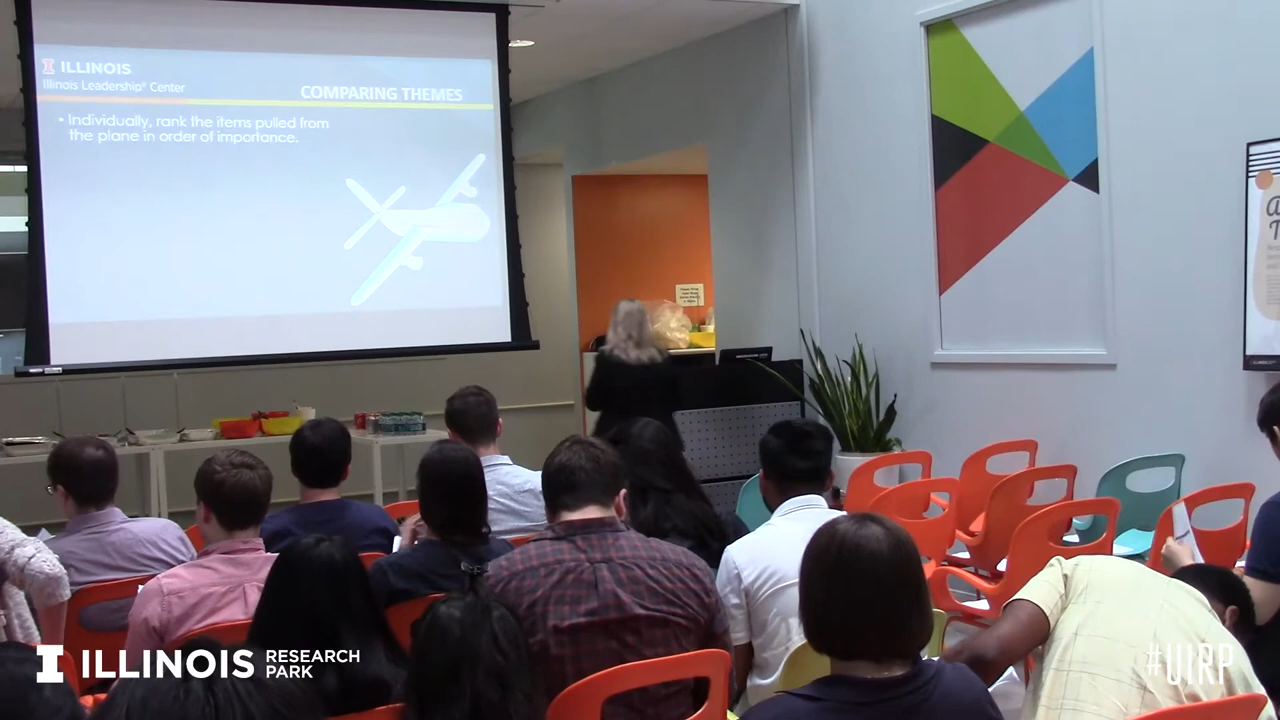 ILLINOIS
Illinois Leadership® Center
COMPARING THEMES
• Individually, rank the items pulled from
the plane in order of importance.
I ILLINOIS RESEARCH
PARK
#UIRP